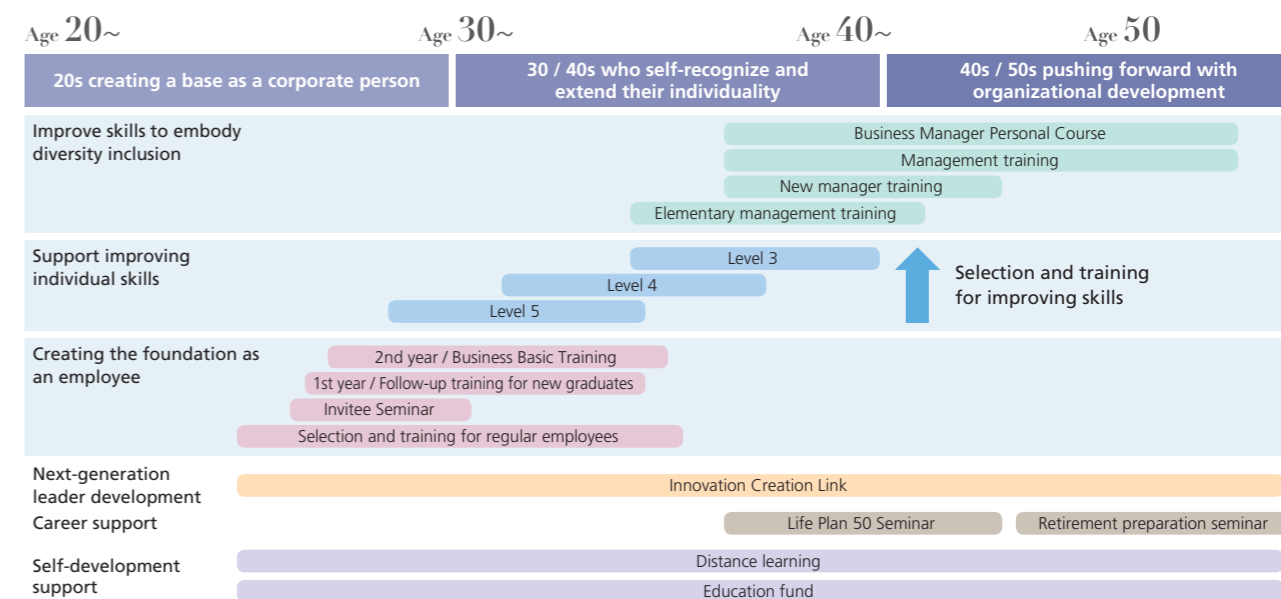 Age 20~
Age 30~
Age 40~
Age 50
20s creating a base as a corporate person
30 / 40s who self-recognize and
extend their individuality
40s / 50s pushing forward with
organizational development
Improve skills to embody
diversity inclusion
Business Manager Personal Course
Management training
New manager training
Elementary management training
Support improving
individual skills
Level 3
Level 4
Level 5
Selection and training
for improving skills
Creating the foundation as
an employee
2nd year / Business Basic Training
1st year / Follow-up training for new graduates
Invitee Seminar
Selection and training for regular employees
Next-generation
leader development
Innovation Creation Link
Career support
Life Plan 50 Seminar
Retirement preparation seminar
Self-development
support
Distance learning
Education fund